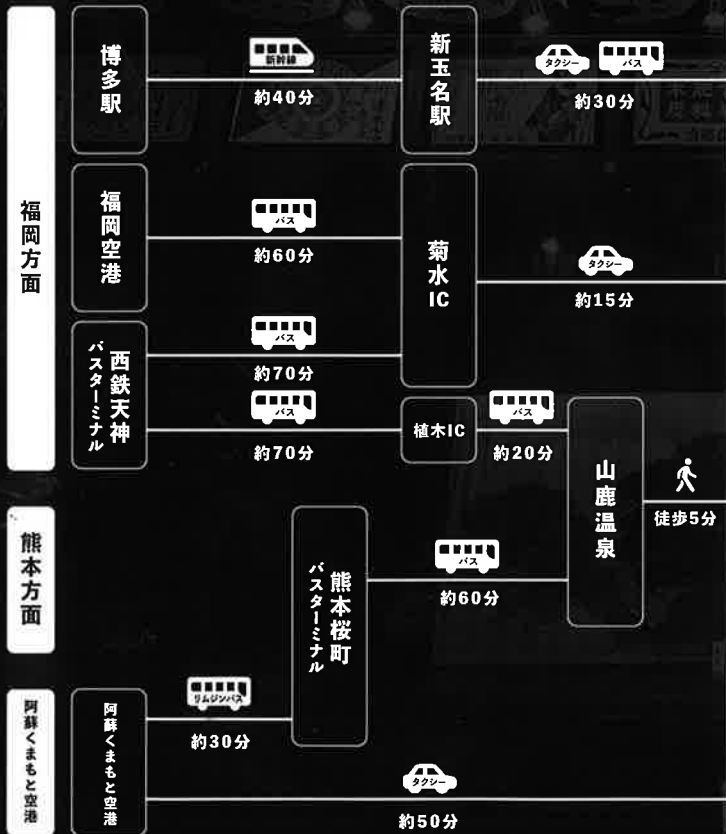 福岡方面
博多駅
新幹線
約40分
新玉名駅
タクシー
バス
約30分
福岡空港
バス
約60分
菊水IC
タクシー
約15分
西鉄天神
バスターミナル
バス
約70分
バス
約70分
植木IC
バス
約20分
山鹿温泉
徒歩5分
熊本方面
熊本桜町
バスターミナル
バス
約60分
阿蘇くまもと空港
阿蘇くまもと空港
リムジンバス
約30分
タクシー
約50分